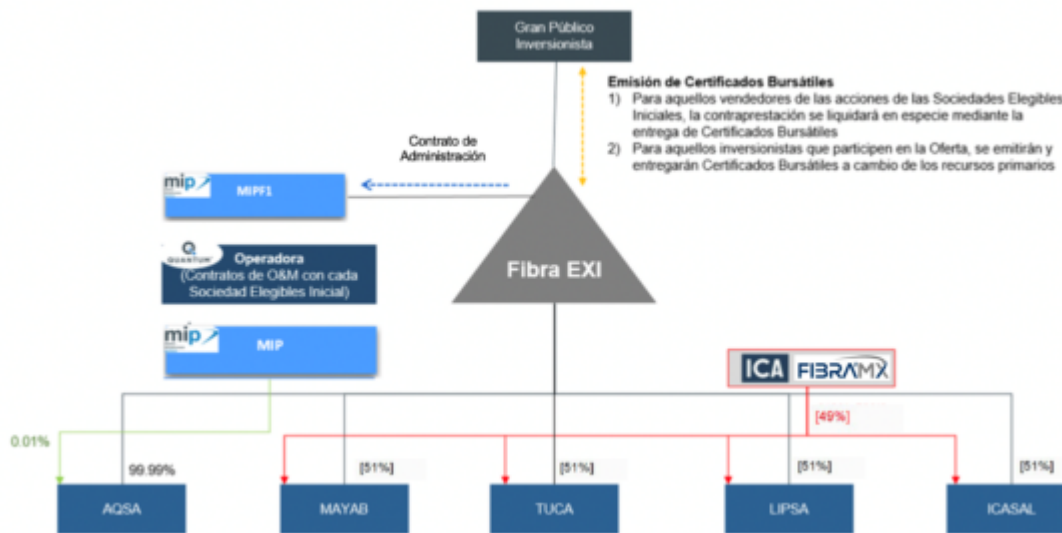 Gran Público
Inversionista
Emisión de Certificados Bursátiles
1) Para aquellos vendedores de las acciones de las Sociedades Elegibles
Iniciales, la contraprestación se liquidará en especie mediante la
entrega de Certificados Bursátiles
2) Para aquellos inversionistas que participen en la Oferta, se emitirán y
entregarán Certificados Bursátiles a cambio de los recursos primarios
Contrato de
Administración
mip
MIPF1
QUANTUM
Operadora
(Contratos de O&M con cada
Sociedad Elegibles Inicial)
Fibra EXI
mip
MIP
ICA FIBRAMX
[49%]
0.01%
99.99%
[51%]
[51%]
[51%]
[51%]
AQSA
MAYAB
TUCA
LIPSA
ICASAL